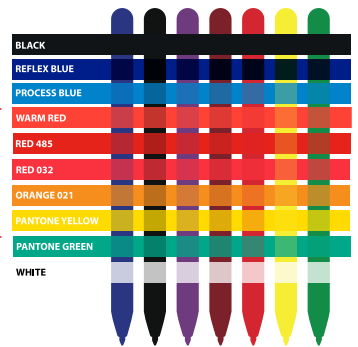 BLACK
REFLEX BLUE
PROCESS BLUE
WARM RED
RED 485
RED 032
ORANGE 021
PANTONE YELLOW
PANTONE GREEN
WHITE